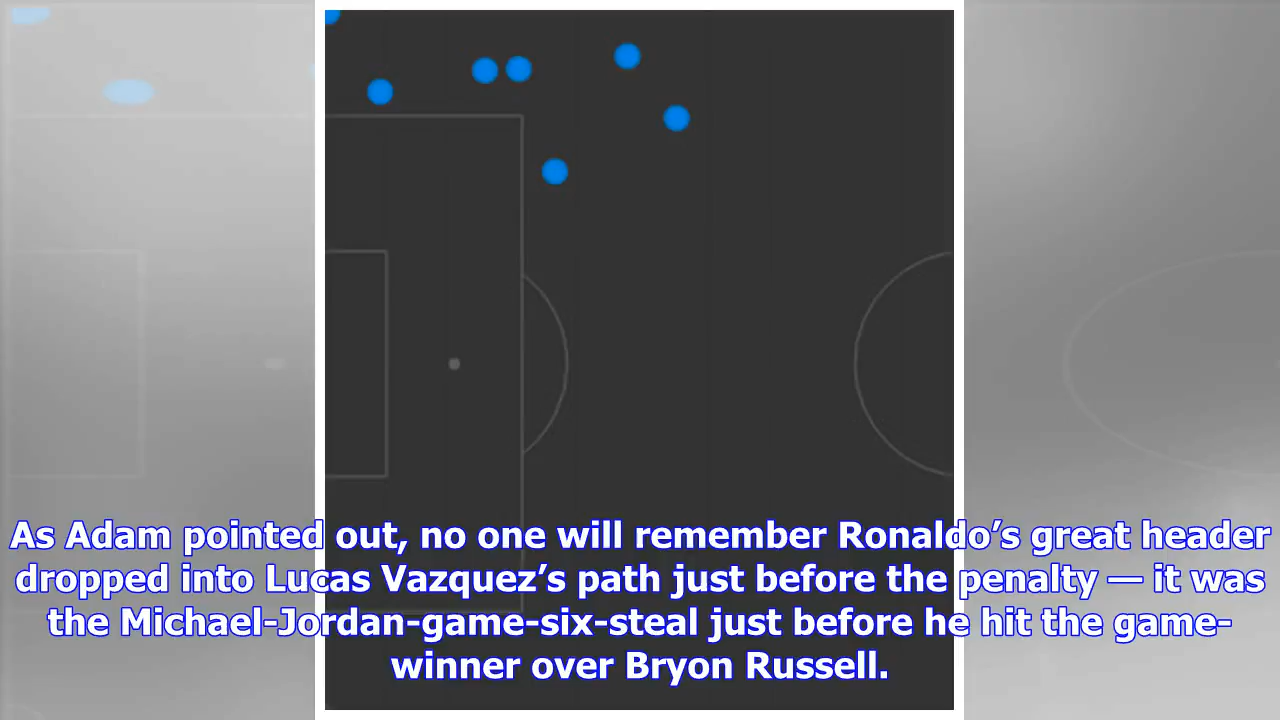 As Adam pointed out, no one will remember Ronaldo’s great header
dropped into Lucas Vazquez’s path just before the penalty — it was
the Michael-Jordan-game-six-steal just before he hit the game-
winner over Bryon Russell.